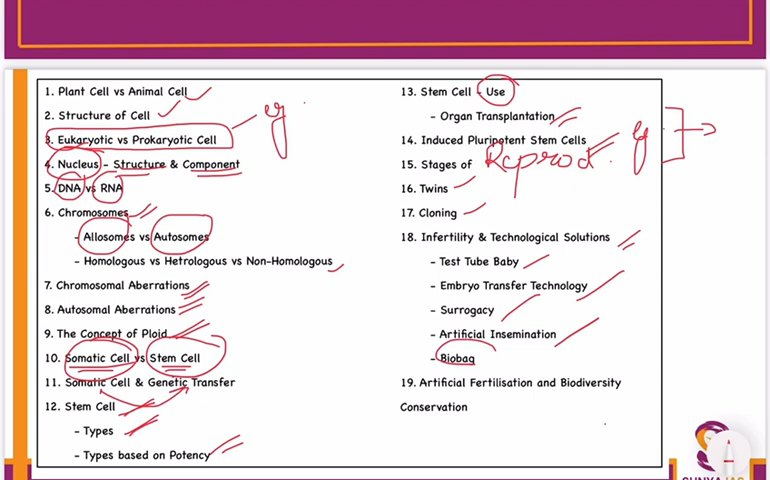 1. Plant Cell vs Animal Cell
2. Structure of Cell
3. Eukaryotic vs Prokaryotic Cell
eg
4. Nucleus - Structure & Component
5. DNA vs RNA
6. Chromosomes
- Allosomes vs Autosomes
- Homologous vs Hetrologous vs Non-Homologous
7. Chromosomal Aberrations
8. Autosomal Aberrations
9. The Concept of Ploid
10. Somatic Cell vs Stem Cell
11. Somatic Cell & Genetic Transfer
12. Stem Cell
- Types
- Types based on Potency
13. Stem Cell - Use
- Organ Transplantation
14. Induced Pluripotent Stem Cells
15. Stages of Reprod.
16. Twins
17. Cloning
18. Infertility & Technological Solutions
- Test Tube Baby
- Embryo Transfer Technology
- Surrogacy
- Artificial Insemination
- Biobag
19. Artificial Fertilisation and Biodiversity
Conservation